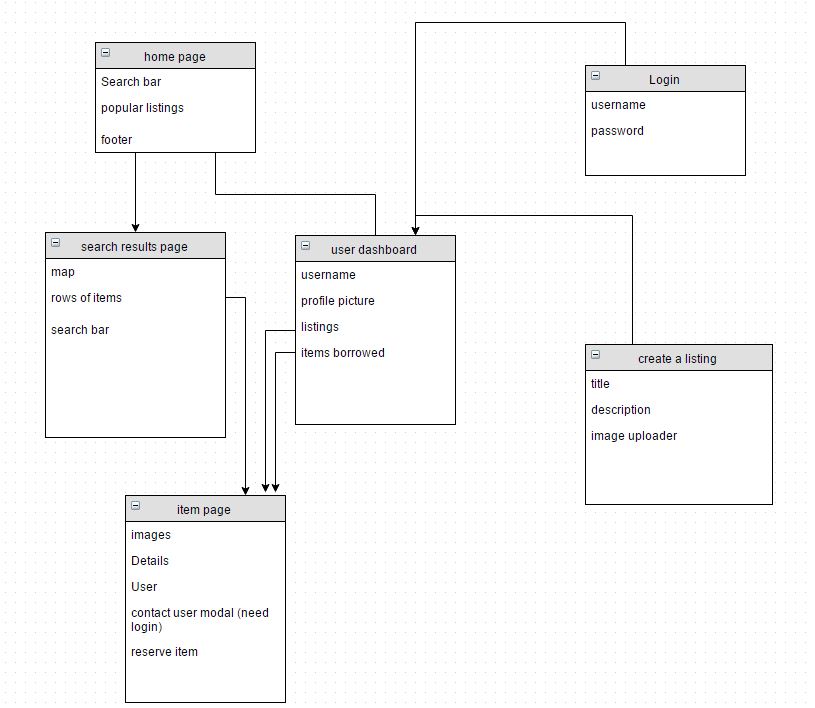 home page
Search bar
popular listings
footer
Login
username
password
search results page
map
rows of items
search bar
user dashboard
username
profile picture
listings
items borrowed
create a listing
title
description
image uploader
item page
images
Details
User
contact user modal (need
login)
reserve item